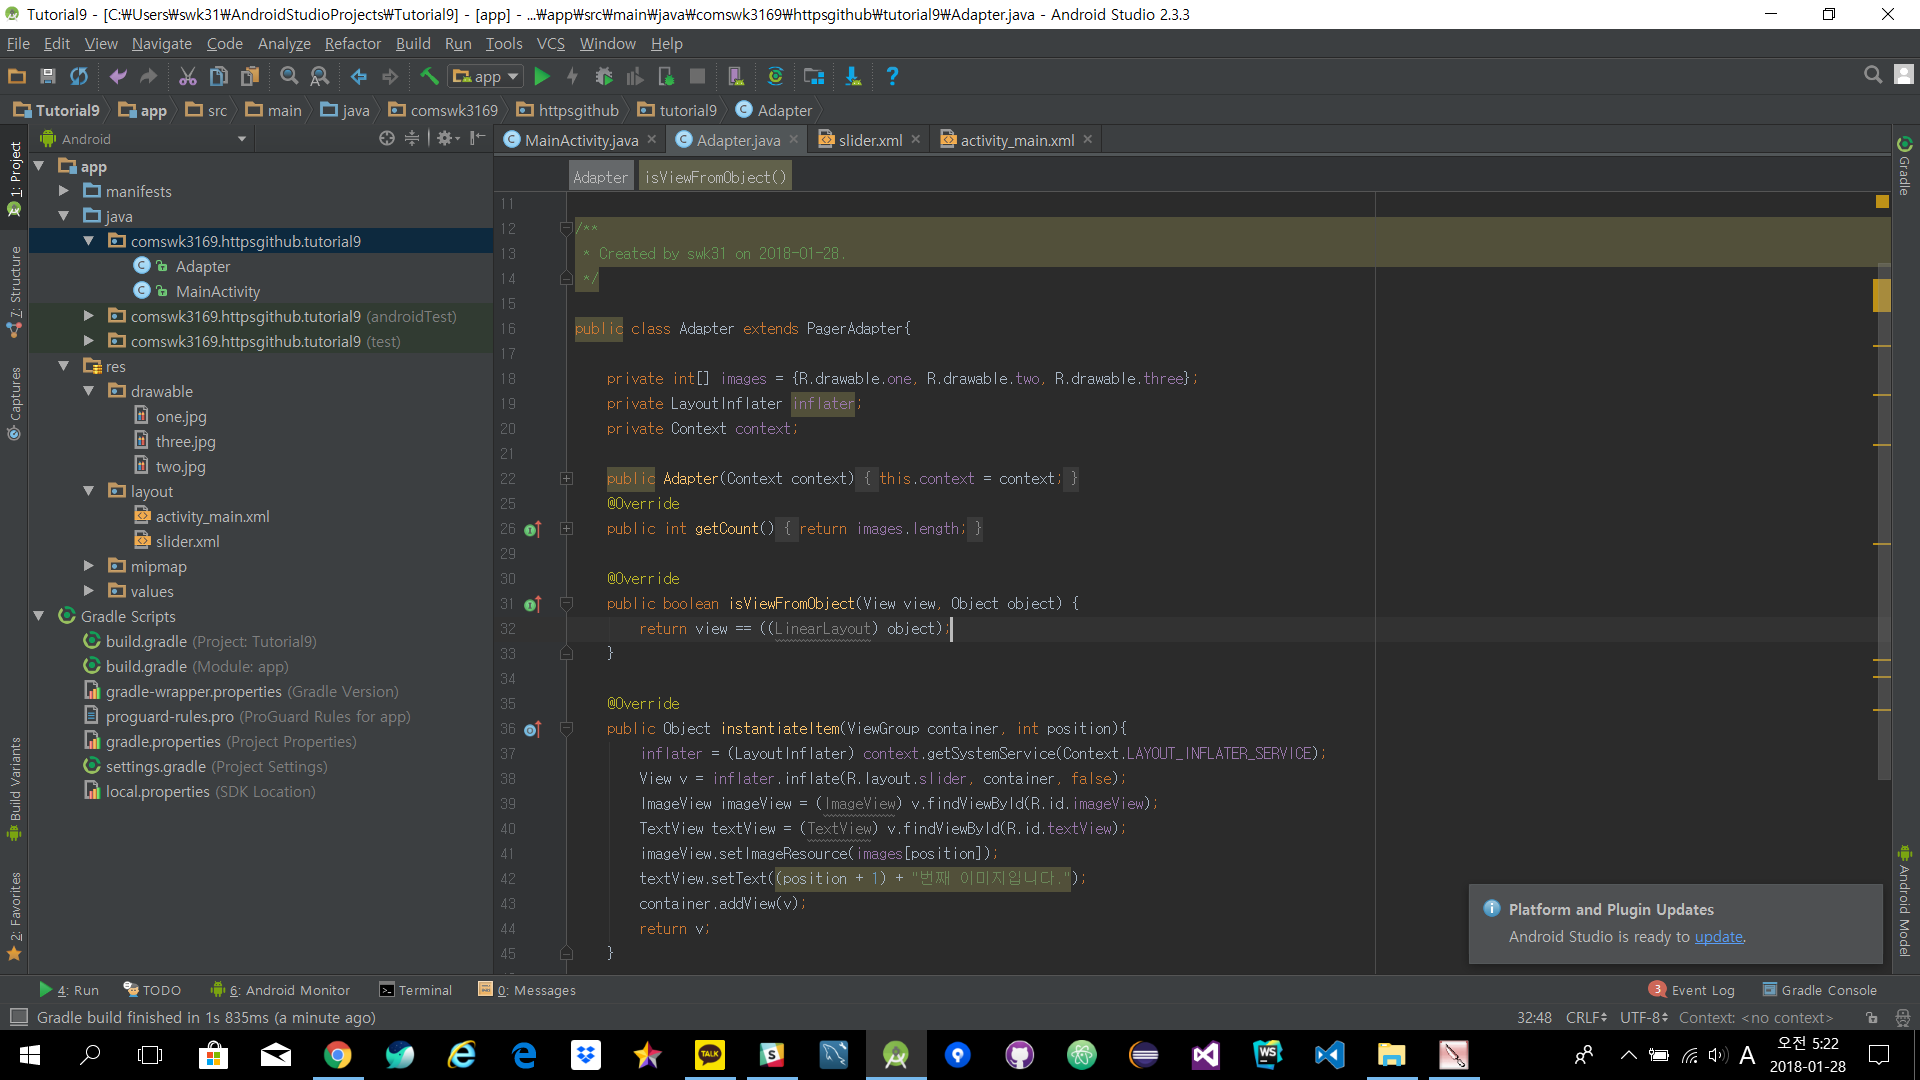 Tutorial9 - [C:₩Users₩swk31₩AndroidStudioProjects₩Tutorial9] - [app] - ...₩app₩src₩main₩java₩comswk3169₩httpsgithub₩tutorial9₩Adapter.java - Android Studio 2.3.3
File Edit View Navigate Code Analyze Refactor Build Run Tools VCS Window Help
app
Tutorial9 app src main java comswk3169 httpsgithub tutorial9 Adapter
Android
MainActivity.java Adapter.java slider.xml activity_main.xml
Adapter isViewFromObject()
1: Project
7: Structure
Captures
Build Variants
2: Favorites
app
manifests
java
comswk3169.httpsgithub.tutorial9
Adapter
MainActivity
comswk3169.httpsgithub.tutorial9 (androidTest)
comswk3169.httpsgithub.tutorial9 (test)
res
drawable
one.jpg
three.jpg
two.jpg
layout
activity_main.xml
slider.xml
mipmap
values
Gradle Scripts
build.gradle (Project: Tutorial9)
build.gradle (Module: app)
gradle-wrapper.properties (Gradle Version)
proguard-rules.pro (ProGuard Rules for app)
gradle.properties (Project Properties)
settings.gradle (Project Settings)
local.properties (SDK Location)
11
12 /**
13 * Created by swk31 on 2018-01-28.
14 */
15
16 public class Adapter extends PagerAdapter{
17
18 private int[] images = {R.drawable.one, R.drawable.two, R.drawable.three};
19 private LayoutInflater inflater;
20 private Context context;
21
22 public Adapter(Context context) { this.context = context; }
25 @Override
26 public int getCount() { return images.length; }
29
30 @Override
31 public boolean isViewFromObject(View view, Object object) {
32 return view == ((LinearLayout) object);
33 }
34
35 @Override
36 public Object instantiateItem(ViewGroup container, int position){
37 inflater = (LayoutInflater) context.getSystemService(Context.LAYOUT_INFLATER_SERVICE);
38 View v = inflater.inflate(R.layout.slider, container, false);
39 ImageView imageView = (ImageView) v.findViewById(R.id.imageView);
40 TextView textView = (TextView) v.findViewById(R.id.textView);
41 imageView.setImageResource(images[position]);
42 textView.setText((position + 1) + "번째 이미지입니다.");
43 container.addView(v);
44 return v;
45 }
Gradle
Android Model
Platform and Plugin Updates
Android Studio is ready to update.
4: Run TODO 6: Android Monitor Terminal 0: Messages 3 Event Log Gradle Console
Gradle build finished in 1s 835ms (a minute ago) 32:48 CRLF UTF-8 Context: <no context>
TALK
WS
A
오전 5:22
2018-01-28